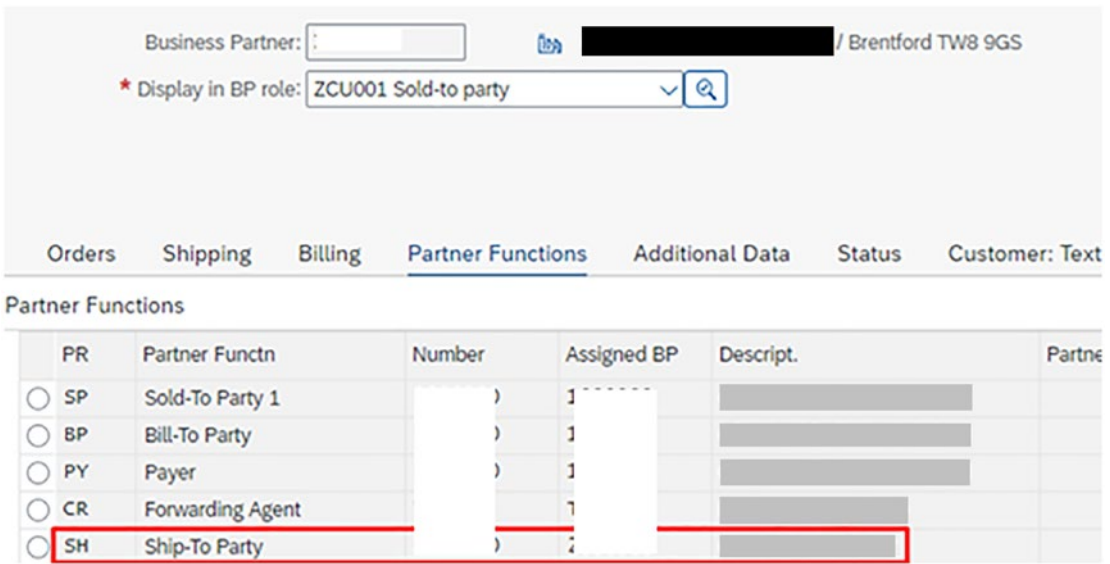 Business Partner: / Brentford TW8 9GS
* Display in BP role: ZCU001 Sold-to party
Orders Shipping Billing Partner Functions Additional Data Status Customer: Text
Partner Functions
PR Partner Functn Number Assigned BP Descript. Partne
SP Sold-To Party 1
BP Bill-To Party
PY Payer
CR Forwarding Agent
SH Ship-To Party